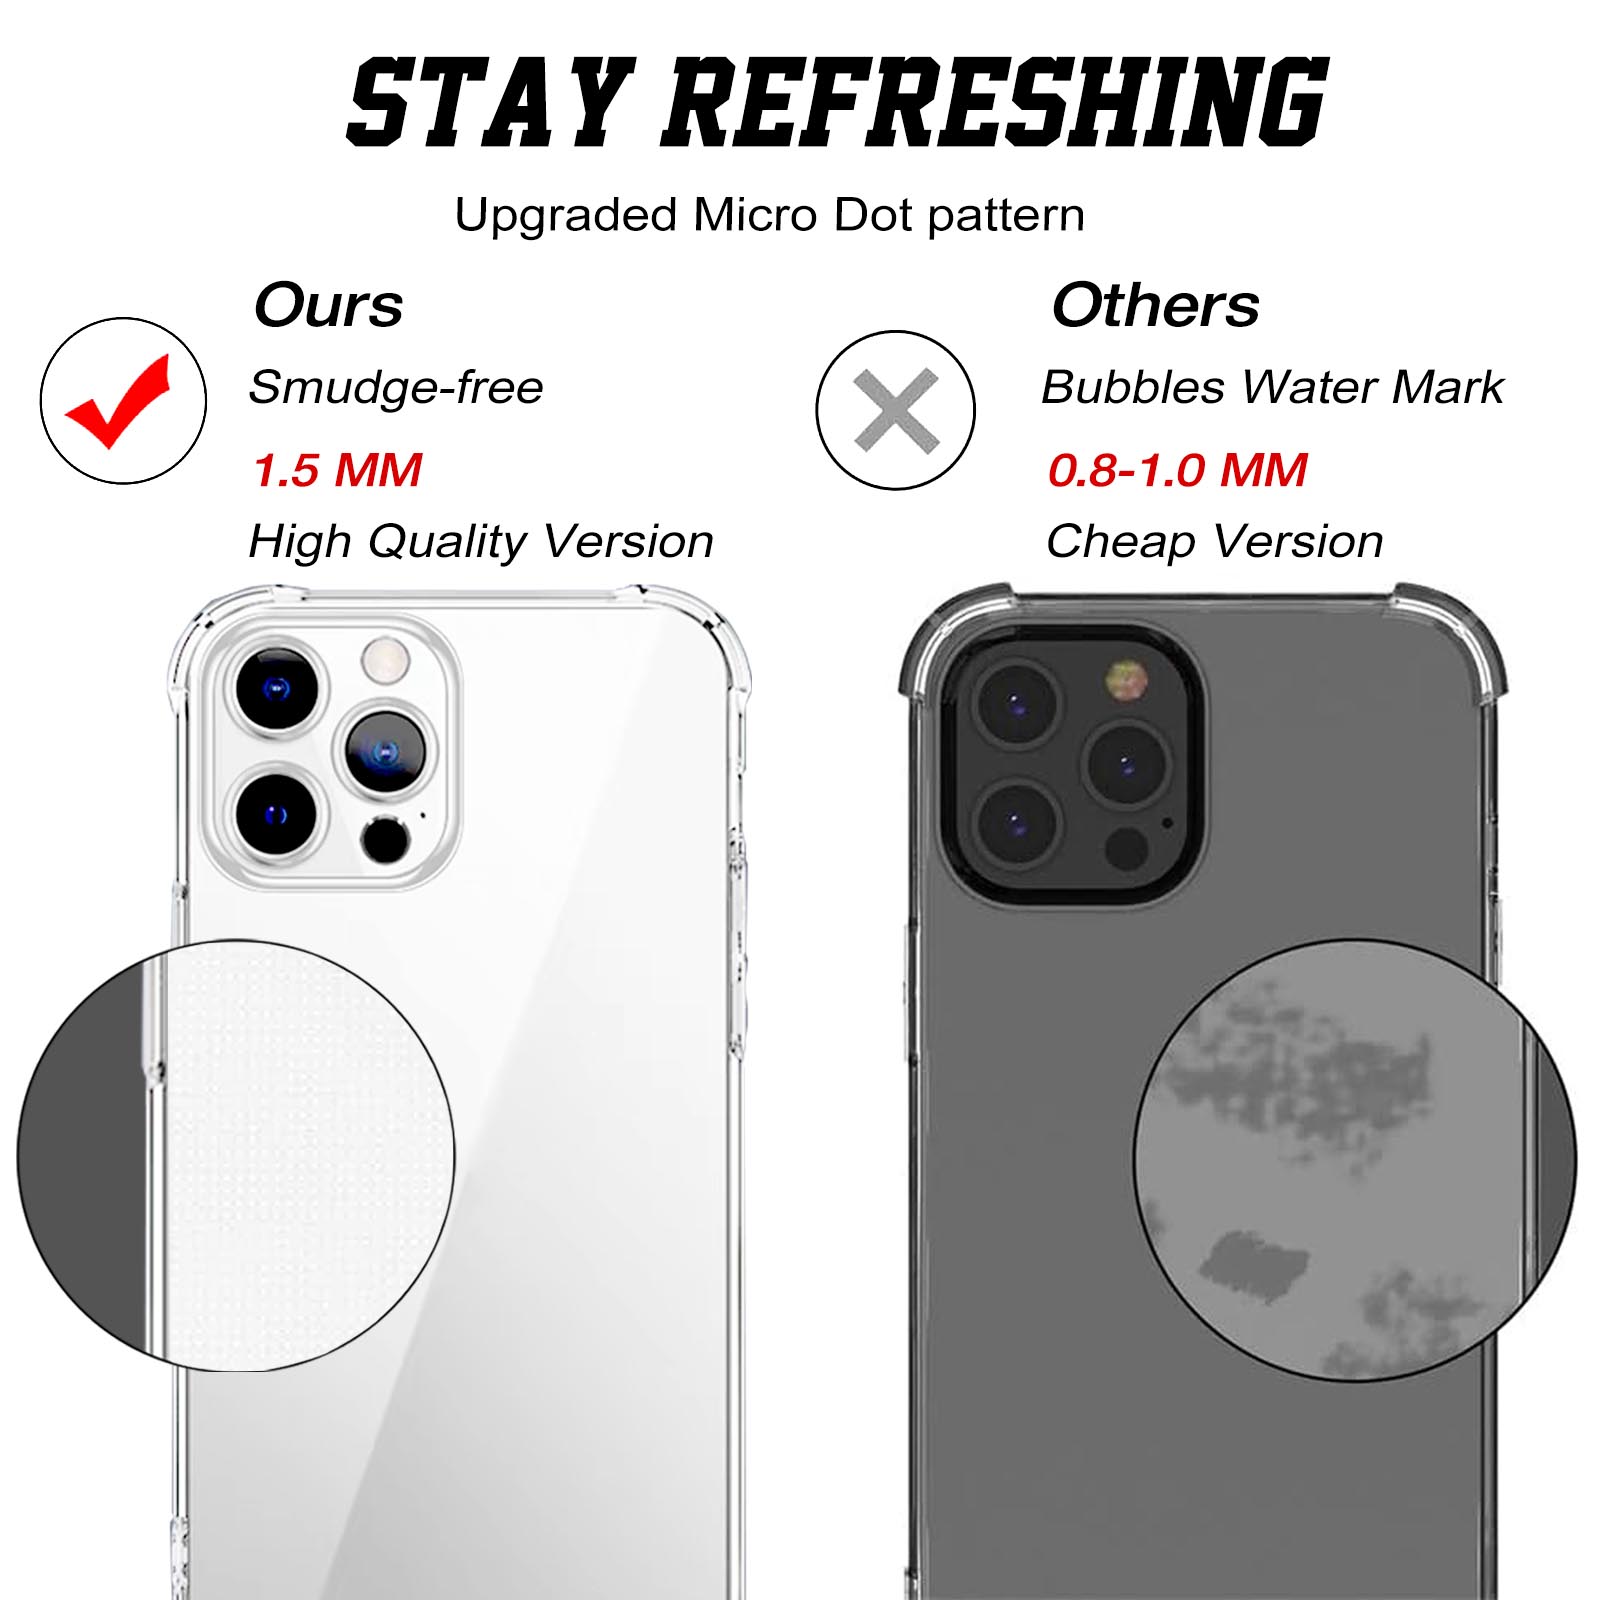 STAY REFRESHING
Upgraded Micro Dot pattern
Ours
Smudge-free
1.5 MM
High Quality Version
Others
Bubbles Water Mark
0.8-1.0 MM
Cheap Version